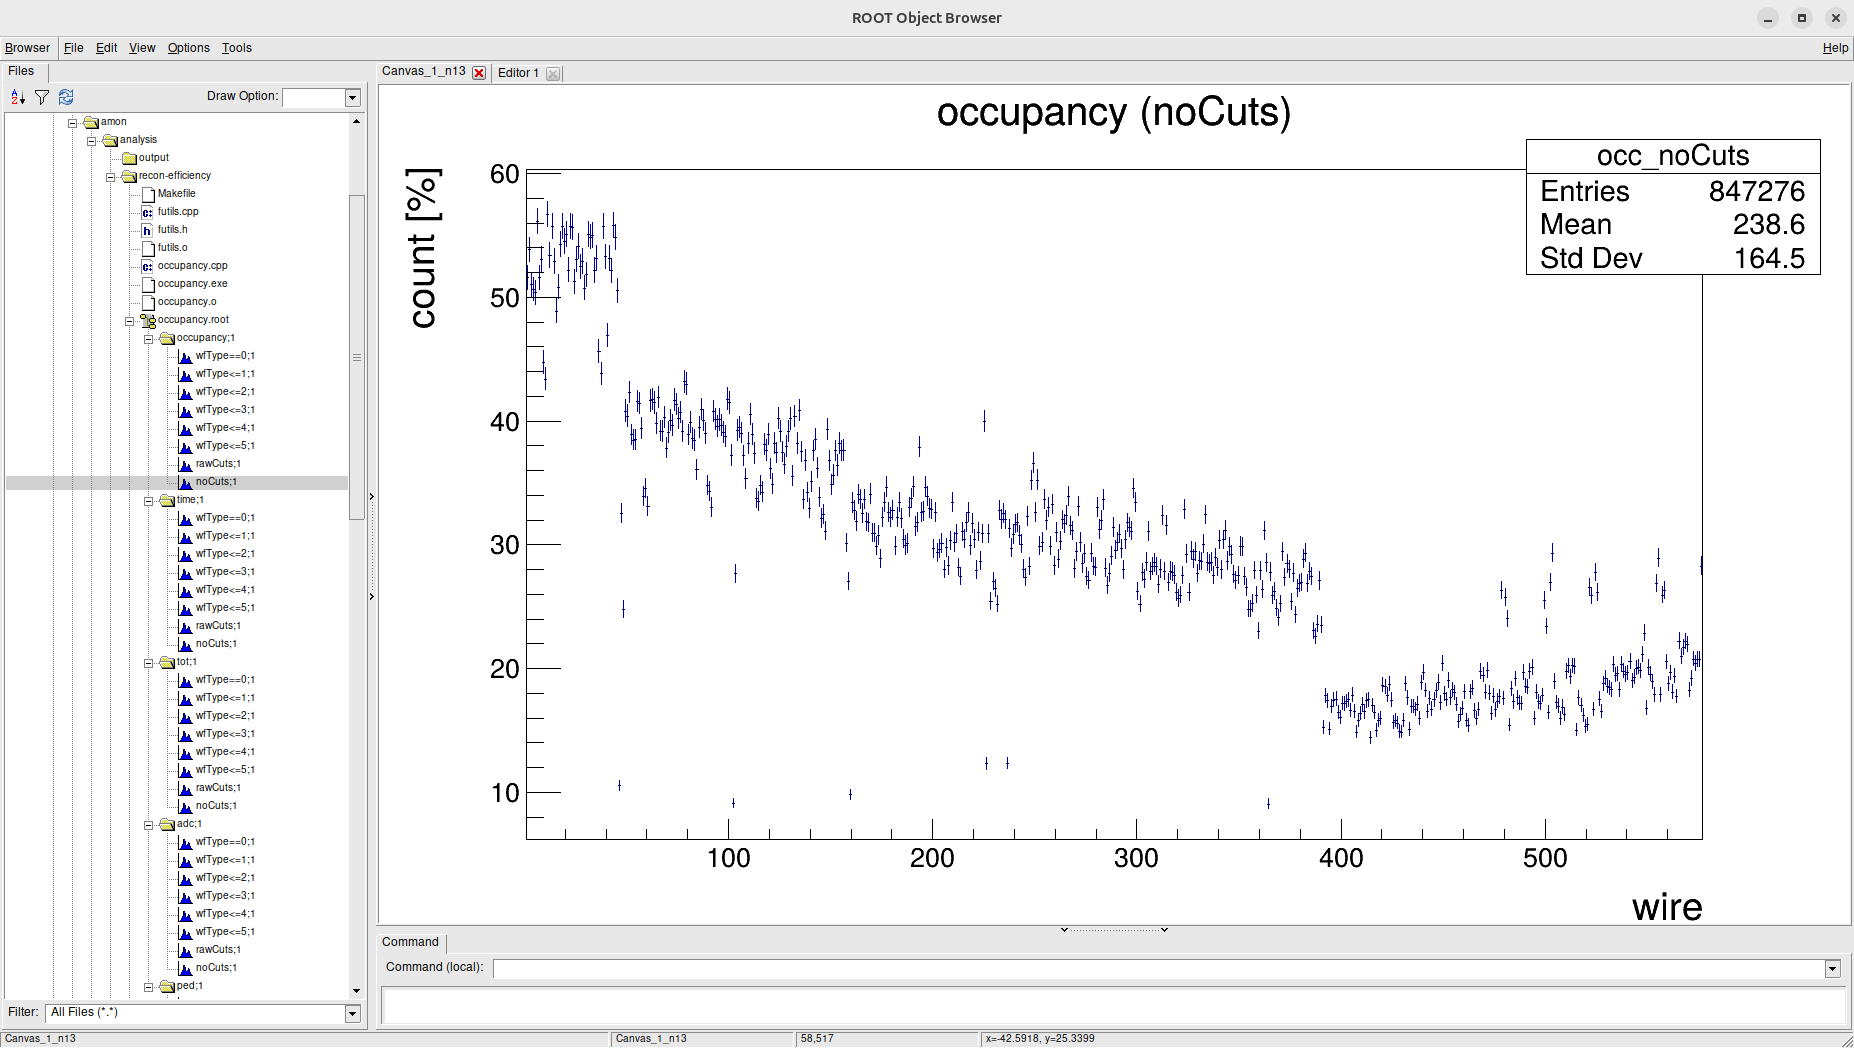 ROOT Object Browser
Browser File Edit View Options Tools Help
Files
Draw Option:
amon
analysis
output
recon-efficiency
Makefile
futils.cpp
futils.h
futils.o
occupancy.cpp
occupancy.exe
occupancy.o
occupancy.root
occupancy;1
wfType==0;1
wfType<=1;1
wfType<=2;1
wfType<=3;1
wfType<=4;1
wfType<=5;1
rawCuts;1
noCuts;1
time;1
wfType==0;1
wfType<=1;1
wfType<=2;1
wfType<=3;1
wfType<=4;1
wfType<=5;1
rawCuts;1
noCuts;1
tot;1
wfType==0;1
wfType<=1;1
wfType<=2;1
wfType<=3;1
wfType<=4;1
wfType<=5;1
rawCuts;1
noCuts;1
adc;1
wfType==0;1
wfType<=1;1
wfType<=2;1
wfType<=3;1
wfType<=4;1
wfType<=5;1
rawCuts;1
noCuts;1
ped;1
Filter: All Files (*.*)
Canvas_1_n13 Editor 1
occupancy (noCuts)
occ_noCuts
Entries 847276
Mean 238.6
Std Dev 164.5
count [%]
60
50
40
30
20
10
100 200 300 400 500
wire
Command
Command (local):
Canvas_1_n13 Canvas_1_n13 58,517 x=-42.5918, y=25.3399